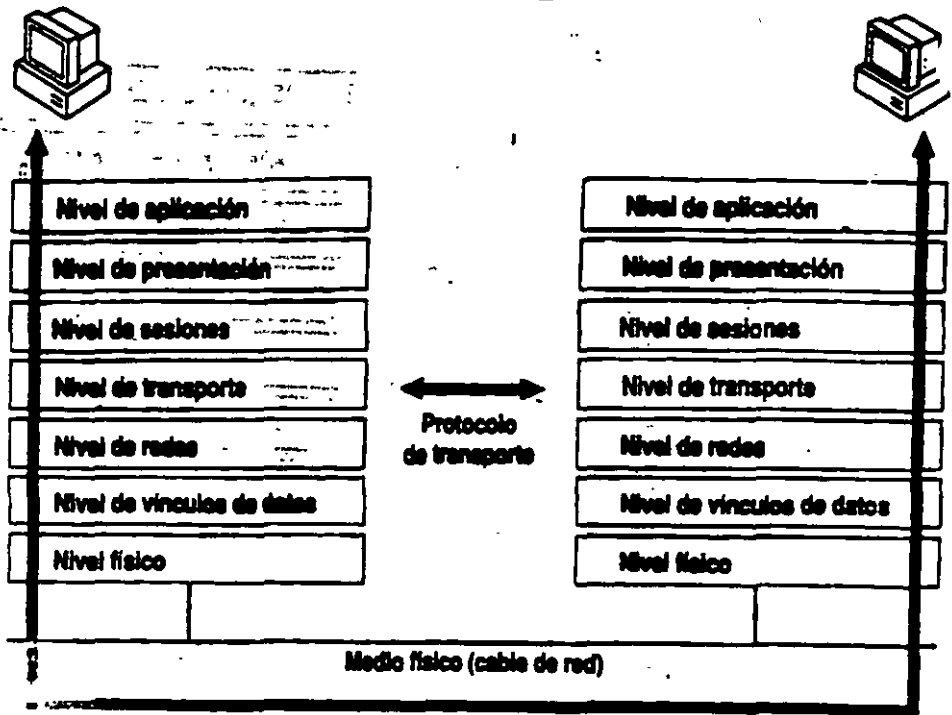 Nivel de aplicación
Nivel de presentación
Nivel de sesiones
Nivel de transporte
Nivel de redes
Nivel de vínculos de datos
Nivel físico
Protocolo
de transporte
Nivel de aplicación
Nivel de presentación
Nivel de sesiones
Nivel de transporte
Nivel de redes
Nivel de vínculos de datos
Nivel físico
Medio físico (cable de red)